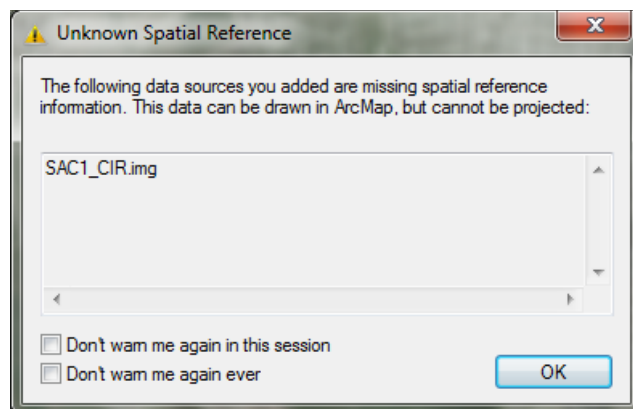 Unknown Spatial Reference
The following data sources you added are missing spatial reference
information. This data can be drawn in ArcMap, but cannot be projected:
SAC1_CIR.img
Don't warn me again in this session
Don't warn me again ever
OK